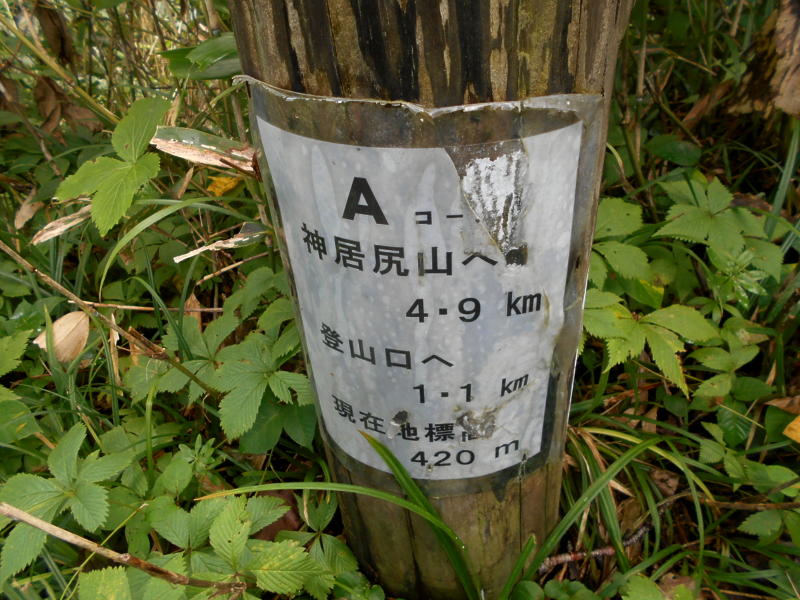 A コー
神居尻山へ
4.9 km
登山口へ
1.1 km
現在地標
420 m